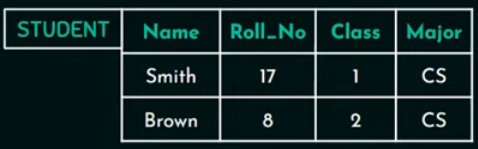 STUDENT Name Roll_No Class Major
Smith 17 1 CS
Brown 8 2 CS